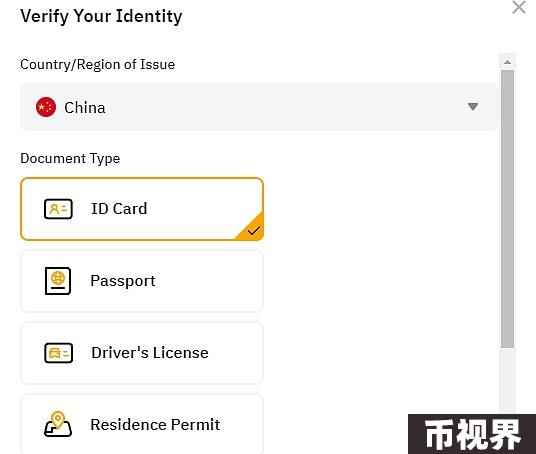 Verify Your Identity
Country/Region of Issue
China
Document Type
ID Card
Passport
Driver's License
Residence Permit
币视界